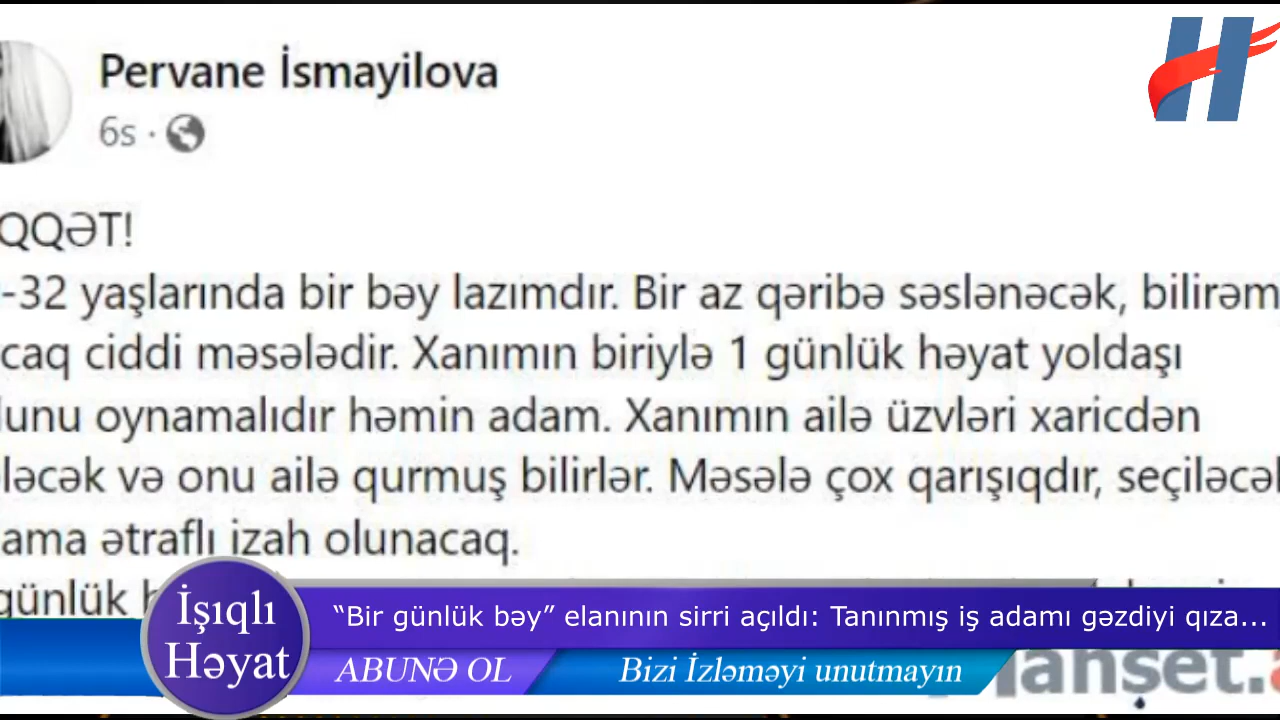 Pervane İsmayilova
6s
QQƏT!
-32 yaşlarında bir bəy lazımdır. Bir az qəribə səslənəcək, bilirəm
caq ciddi məsələdir. Xanımın biriylə 1 günlük həyat yoldaşı
lunu oynamalıdır həmin adam. Xanımın ailə üzvləri xaricdən
ləcək və onu ailə qurmuş bilirlər. Məsələ çox qarışıqdır, seçiləcə
ama ətraflı izah olunacaq.
günlük
İşıqlı
Həyat
“Bir günlük bəy” elanının sirri açıldı: Tanınmış iş adamı gəzdiyi qıza...
ABUNƏ OL
Bizi İzləməyi unutmayın
anşet.a